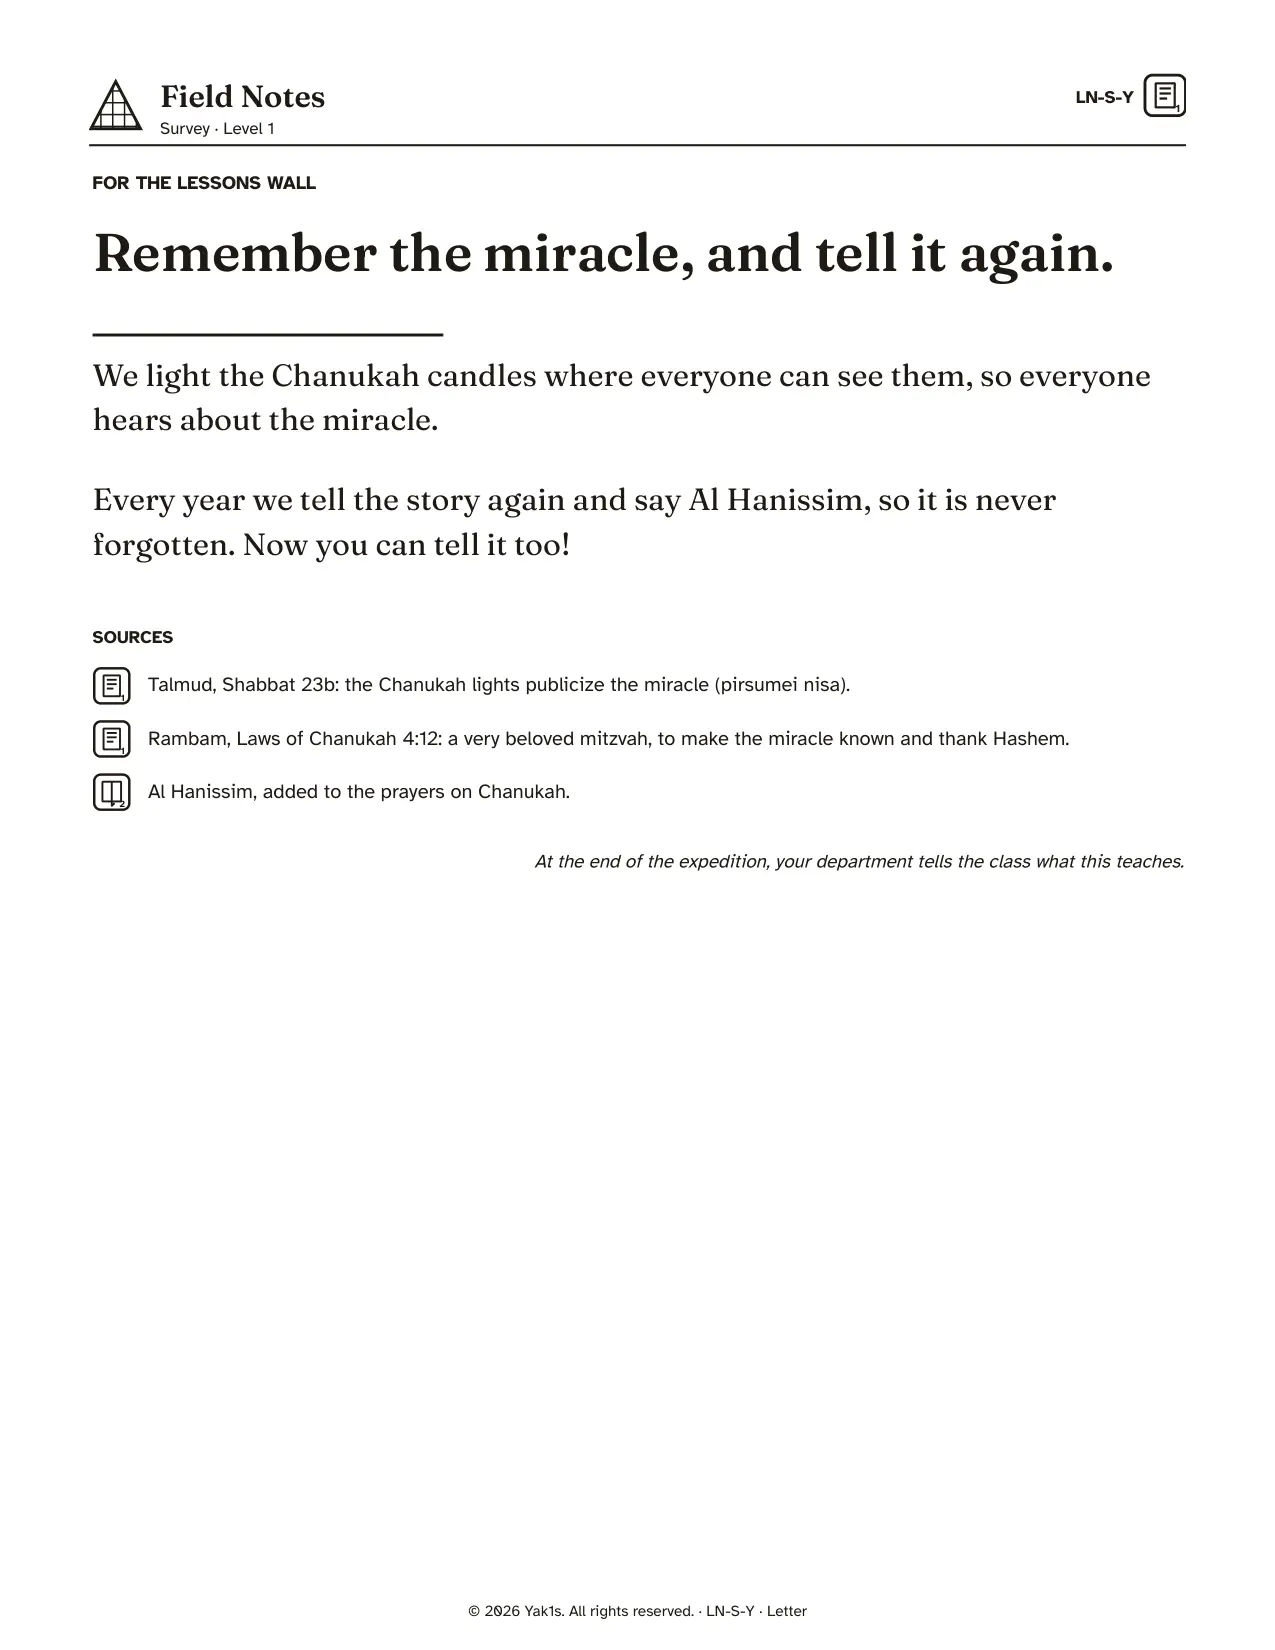 Field Notes
Survey · Level 1
LN-S-Y
1
FOR THE LESSONS WALL
Remember the miracle, and tell it again.
We light the Chanukah candles where everyone can see them, so everyone
hears about the miracle.
Every year we tell the story again and say Al Hanissim, so it is never
forgotten. Now you can tell it too!
SOURCES
1
Talmud, Shabbat 23b: the Chanukah lights publicize the miracle (pirsumei nisa).
1
Rambam, Laws of Chanukah 4:12: a very beloved mitzvah, to make the miracle known and thank Hashem.
2
Al Hanissim, added to the prayers on Chanukah.
At the end of the expedition, your department tells the class what this teaches.
© 2026 Yak1s. All rights reserved. · LN-S-Y · Letter